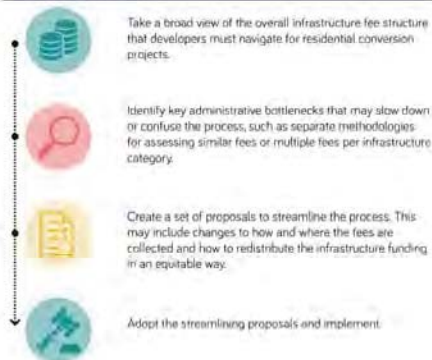 Take a broad view of the overall infrastructure fee structure
that developers must navigate for residential conversion
projects.
Identify key administrative bottlenecks that may slow down
or confuse the process, such as separate methodologies
for assessing similar fees or multiple fees per infrastructure
category.
Create a set of proposals to streamline the process. This
may include changes to how and where the fees are
collected and how to redistribute the infrastructure funding
in an equitable way.
Adopt the streamlining proposals and implement.